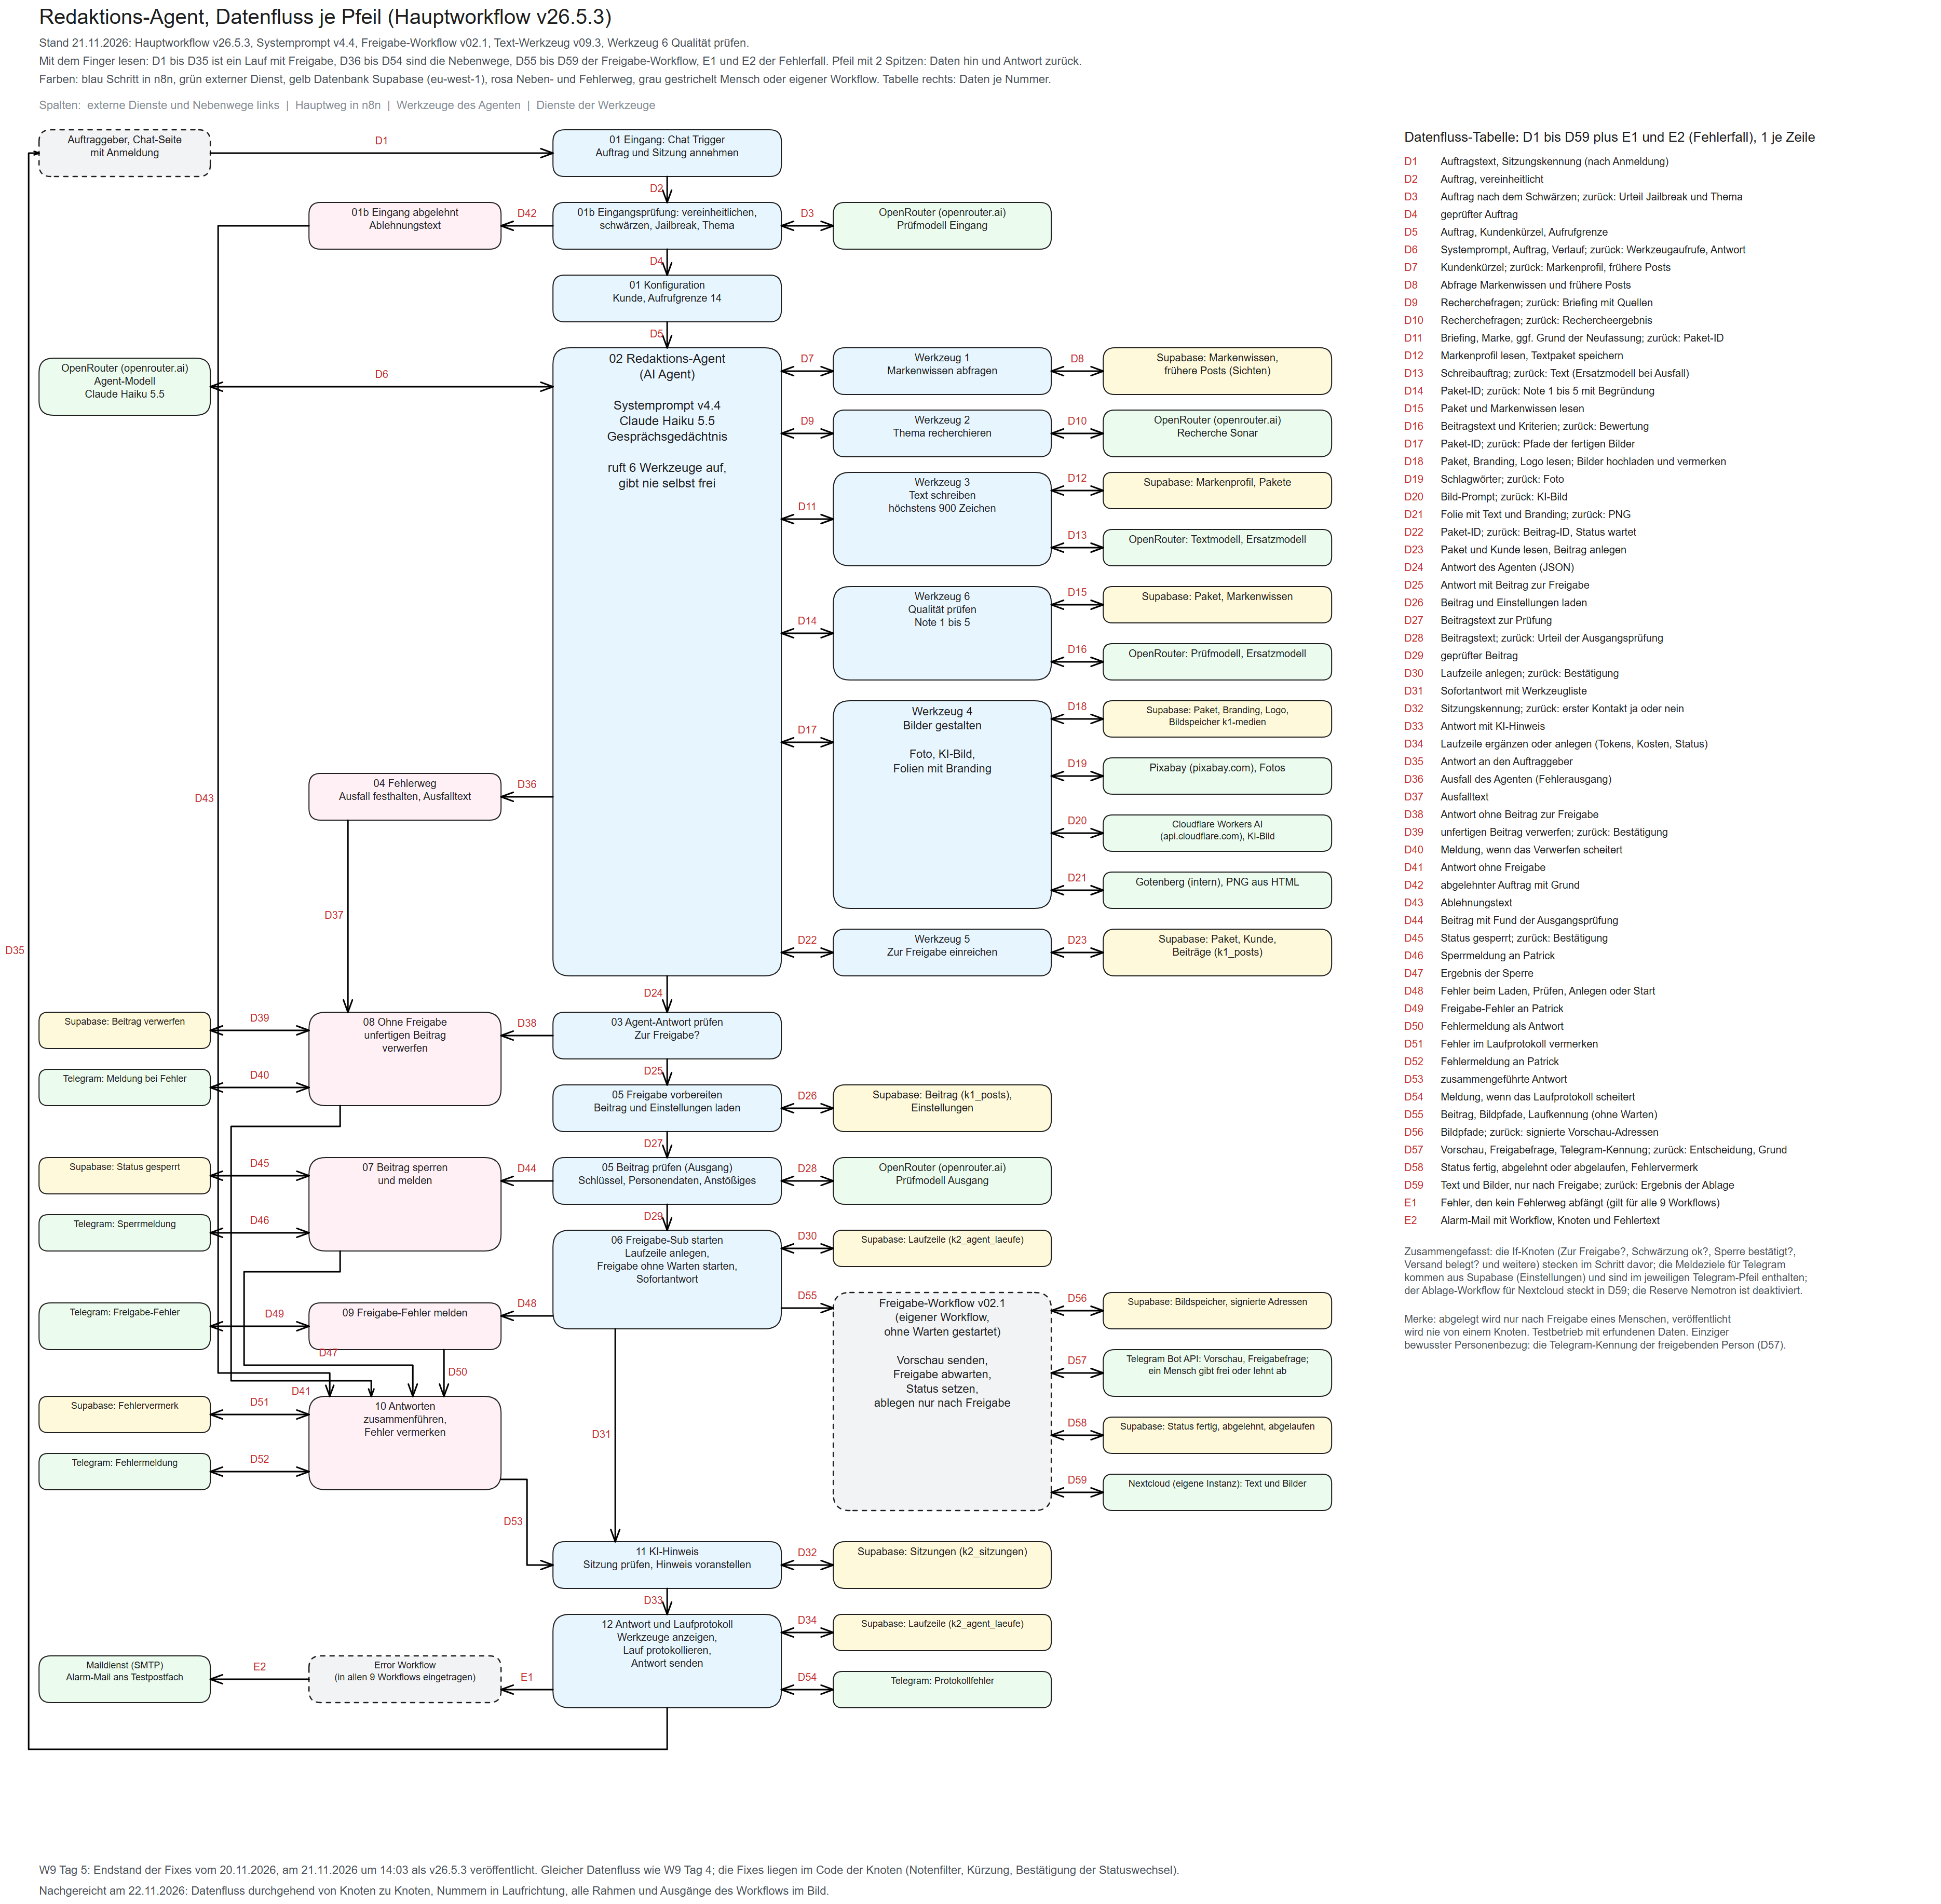 Redaktions-Agent, Datenfluss je Pfeil (Hauptworkflow v26.5.3)
Stand 21.11.2026: Hauptworkflow v26.5.3, Systemprompt v4.4, Freigabe-Workflow v02.1, Text-Werkzeug v09.3, Werkzeug 6 Qualität prüfen.
Mit dem Finger lesen: D1 bis D35 ist ein Lauf mit Freigabe, D36 bis D54 sind die Nebenwege, D55 bis D59 der Freigabe-Workflow, E1 und E2 der Fehlerfall. Pfeil mit 2 Spitzen: Daten hin und Antwort zurück.
Farben: blau Schritt in n8n, grün externer Dienst, gelb Datenbank Supabase (eu-west-1), rosa Neben- und Fehlerweg, grau gestrichelt Mensch oder eigener Workflow. Tabelle rechts: Daten je Nummer.
Spalten: externe Dienste und Nebenwege links | Hauptweg in n8n | Werkzeuge des Agenten | Dienste der Werkzeuge
Auftraggeber, Chat-Seite
mit Anmeldung
D1
01 Eingang: Chat Trigger
Auftrag und Sitzung annehmen
D2
01b Eingang abgelehnt
Ablehnungstext
D42
01b Eingangsprüfung: vereinheitlichen,
schwärzen, Jailbreak, Thema
D3
OpenRouter (openrouter.ai)
Prüfmodell Eingang
D4
01 Konfiguration
Kunde, Aufrufgrenze 14
D5
OpenRouter (openrouter.ai)
Agent-Modell
Claude Haiku 5.5
D6
02 Redaktions-Agent
(AI Agent)
Systemprompt v4.4
Claude Haiku 5.5
Gesprächsgedächtnis
ruft 6 Werkzeuge auf,
gibt nie selbst frei
D7
Werkzeug 1
Markenwissen abfragen
D8
Supabase: Markenwissen,
frühere Posts (Sichten)
D9
Werkzeug 2
Thema recherchieren
D10
OpenRouter (openrouter.ai)
Recherche Sonar
D11
Werkzeug 3
Text schreiben
höchstens 900 Zeichen
D12
Supabase: Markenprofil, Pakete
D13
OpenRouter: Textmodell, Ersatzmodell
D14
Werkzeug 6
Qualität prüfen
Note 1 bis 5
D15
Supabase: Paket, Markenwissen
D16
OpenRouter: Prüfmodell, Ersatzmodell
D17
Werkzeug 4
Bilder gestalten
Foto, KI-Bild,
Folien mit Branding
D18
Supabase: Paket, Branding, Logo,
Bildspeicher k1-medien
D19
Pixabay (pixabay.com), Fotos
D20
Cloudflare Workers AI
(api.cloudflare.com), KI-Bild
D21
Gotenberg (intern), PNG aus HTML
D22
Werkzeug 5
Zur Freigabe einreichen
D23
Supabase: Paket, Kunde,
Beiträge (k1_posts)
04 Fehlerweg
Ausfall festhalten, Ausfalltext
D36
D43
D37
D35
D24
Supabase: Beitrag verwerfen
D39
08 Ohne Freigabe
unfertigen Beitrag
verwerfen
D38
03 Agent-Antwort prüfen
Zur Freigabe?
Telegram: Meldung bei Fehler
D40
D25
05 Freigabe vorbereiten
Beitrag und Einstellungen laden
D26
Supabase: Beitrag (k1_posts),
Einstellungen
D27
Supabase: Status gesperrt
D45
07 Beitrag sperren
und melden
D44
05 Beitrag prüfen (Ausgang)
Schlüssel, Personendaten, Anstößiges
D28
OpenRouter (openrouter.ai)
Prüfmodell Ausgang
Telegram: Sperrmeldung
D46
D29
06 Freigabe-Sub starten
Laufzeile anlegen,
Freigabe ohne Warten starten,
Sofortantwort
D30
Supabase: Laufzeile (k2_agent_laeufe)
Telegram: Freigabe-Fehler
D49
09 Freigabe-Fehler melden
D48
D55
Freigabe-Workflow v02.1
(eigener Workflow,
ohne Warten gestartet)
Vorschau senden,
Freigabe abwarten,
Status setzen,
ablegen nur nach Freigabe
D56
Supabase: Bildspeicher, signierte Adressen
D57
Telegram Bot API: Vorschau, Freigabefrage;
ein Mensch gibt frei oder lehnt ab
D58
Supabase: Status fertig, abgelehnt, abgelaufen
D59
Nextcloud (eigene Instanz): Text und Bilder
D47
D50
D41
Supabase: Fehlervermerk
D51
10 Antworten
zusammenführen,
Fehler vermerken
Telegram: Fehlermeldung
D52
D31
D53
11 KI-Hinweis
Sitzung prüfen, Hinweis voranstellen
D32
Supabase: Sitzungen (k2_sitzungen)
D33
12 Antwort und Laufprotokoll
Werkzeuge anzeigen,
Lauf protokollieren,
Antwort senden
D34
Supabase: Laufzeile (k2_agent_laeufe)
D54
Telegram: Protokollfehler
Maildienst (SMTP)
Alarm-Mail ans Testpostfach
E2
Error Workflow
(in allen 9 Workflows eingetragen)
E1
Datenfluss-Tabelle: D1 bis D59 plus E1 und E2 (Fehlerfall), 1 je Zeile
D1 Auftragstext, Sitzungskennung (nach Anmeldung)
D2 Auftrag, vereinheitlicht
D3 Auftrag nach dem Schwärzen; zurück: Urteil Jailbreak und Thema
D4 geprüfter Auftrag
D5 Auftrag, Kundenkürzel, Aufrufgrenze
D6 Systemprompt, Auftrag, Verlauf; zurück: Werkzeugaufrufe, Antwort
D7 Kundenkürzel; zurück: Markenprofil, frühere Posts
D8 Abfrage Markenwissen und frühere Posts
D9 Recherchefragen; zurück: Briefing mit Quellen
D10 Recherchefragen; zurück: Rechercheergebnis
D11 Briefing, Marke, ggf. Grund der Neufassung; zurück: Paket-ID
D12 Markenprofil lesen, Textpaket speichern
D13 Schreibauftrag; zurück: Text (Ersatzmodell bei Ausfall)
D14 Paket-ID; zurück: Note 1 bis 5 mit Begründung
D15 Paket und Markenwissen lesen
D16 Beitragstext und Kriterien; zurück: Bewertung
D17 Paket-ID; zurück: Pfade der fertigen Bilder
D18 Paket, Branding, Logo lesen; Bilder hochladen und vermerken
D19 Schlagwörter; zurück: Foto
D20 Bild-Prompt; zurück: KI-Bild
D21 Folie mit Text und Branding; zurück: PNG
D22 Paket-ID; zurück: Beitrag-ID, Status wartet
D23 Paket und Kunde lesen, Beitrag anlegen
D24 Antwort des Agenten (JSON)
D25 Antwort mit Beitrag zur Freigabe
D26 Beitrag und Einstellungen laden
D27 Beitragstext zur Prüfung
D28 Beitragstext; zurück: Urteil der Ausgangsprüfung
D29 geprüfter Beitrag
D30 Laufzeile anlegen; zurück: Bestätigung
D31 Sofortantwort mit Werkzeugliste
D32 Sitzungskennung; zurück: erster Kontakt ja oder nein
D33 Antwort mit KI-Hinweis
D34 Laufzeile ergänzen oder anlegen (Tokens, Kosten, Status)
D35 Antwort an den Auftraggeber
D36 Ausfall des Agenten (Fehlerausgang)
D37 Ausfalltext
D38 Antwort ohne Beitrag zur Freigabe
D39 unfertigen Beitrag verwerfen; zurück: Bestätigung
D40 Meldung, wenn das Verwerfen scheitert
D41 Antwort ohne Freigabe
D42 abgelehnter Auftrag mit Grund
D43 Ablehnungstext
D44 Beitrag mit Fund der Ausgangsprüfung
D45 Status gesperrt; zurück: Bestätigung
D46 Sperrmeldung an Patrick
D47 Ergebnis der Sperre
D48 Fehler beim Laden, Prüfen, Anlegen oder Start
D49 Freigabe-Fehler an Patrick
D50 Fehlermeldung als Antwort
D51 Fehler im Laufprotokoll vermerken
D52 Fehlermeldung an Patrick
D53 zusammengeführte Antwort
D54 Meldung, wenn das Laufprotokoll scheitert
D55 Beitrag, Bildpfade, Laufkennung (ohne Warten)
D56 Bildpfade; zurück: signierte Vorschau-Adressen
D57 Vorschau, Freigabefrage, Telegram-Kennung; zurück: Entscheidung, Grund
D58 Status fertig, abgelehnt oder abgelaufen, Fehlervermerk
D59 Text und Bilder, nur nach Freigabe; zurück: Ergebnis der Ablage
E1 Fehler, den kein Fehlerweg abfängt (gilt für alle 9 Workflows)
E2 Alarm-Mail mit Workflow, Knoten und Fehlertext
Zusammengefasst: die If-Knoten (Zur Freigabe?, Schwärzung ok?, Sperre bestätigt?,
Versand belegt? und weitere) stecken im Schritt davor; die Meldeziele für Telegram
kommen aus Supabase (Einstellungen) und sind im jeweiligen Telegram-Pfeil enthalten;
der Ablage-Workflow für Nextcloud steckt in D59; die Reserve Nemotron ist deaktiviert.
Merke: abgelegt wird nur nach Freigabe eines Menschen, veröffentlicht
wird nie von einem Knoten. Testbetrieb mit erfundenen Daten. Einziger
bewusster Personenbezug: die Telegram-Kennung der freigebenden Person (D57).
W9 Tag 5: Endstand der Fixes vom 20.11.2026, am 21.11.2026 um 14:03 als v26.5.3 veröffentlicht. Gleicher Datenfluss wie W9 Tag 4; die Fixes liegen im Code der Knoten (Notenfilter, Kürzung, Bestätigung der Statuswechsel).
Nachgereicht am 22.11.2026: Datenfluss durchgehend von Knoten zu Knoten, Nummern in Laufrichtung, alle Rahmen und Ausgänge des Workflows im Bild.